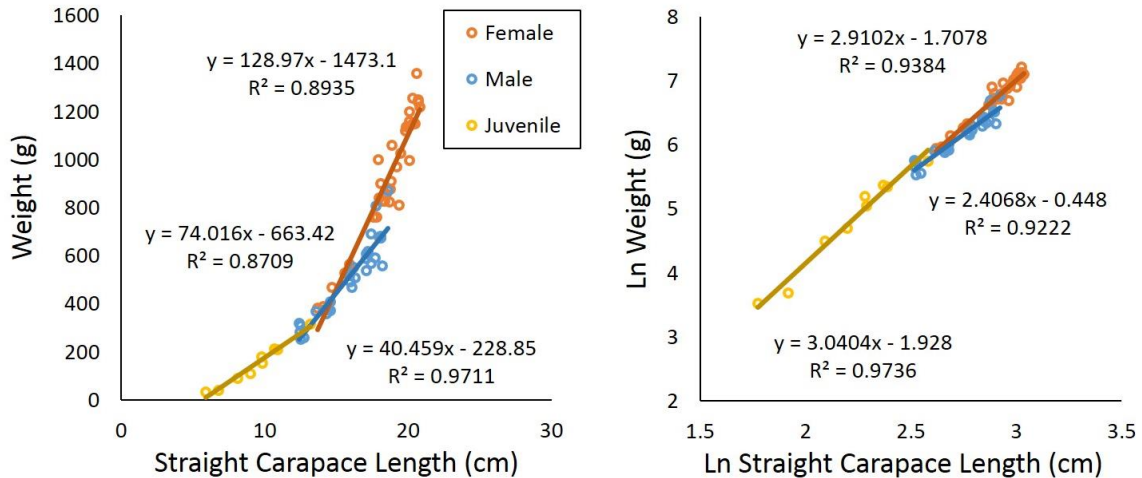 1600
1400
1200
1000
800
600
400
200
0
Weight (g)
y = 128.97x - 1473.1
R² = 0.8935
y = 74.016x - 663.42
R² = 0.8709
y = 40.459x - 228.85
R² = 0.9711
Female
Male
Juvenile
0 10 20 30
Straight Carapace Length (cm)
8
7
6
5
4
3
2
Ln Weight (g)
y = 2.9102x - 1.7078
R² = 0.9384
y = 2.4068x - 0.448
R² = 0.9222
y = 3.0404x - 1.928
R² = 0.9736
1.5 2 2.5 3 3.5
Ln Straight Carapace Length (cm)